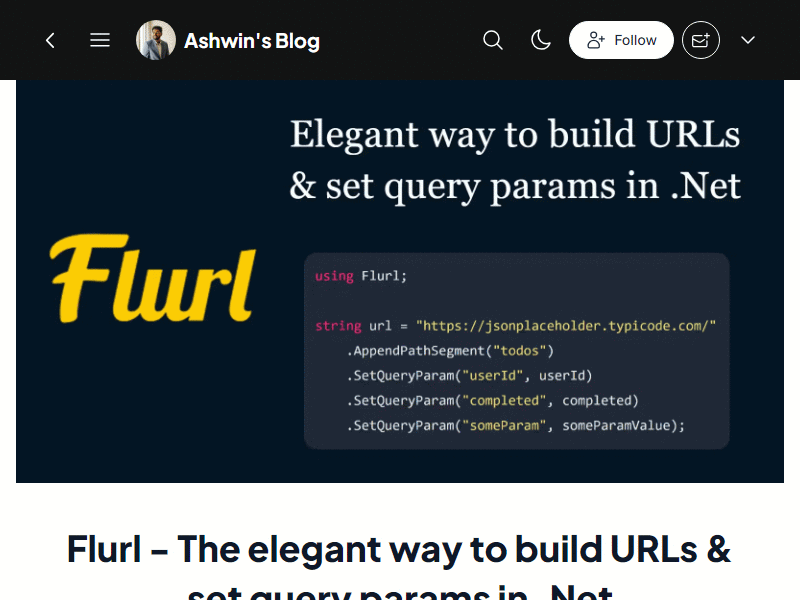 Ashwin's Blog
Follow
Elegant way to build URLs
& set query params in .Net
Flurl
using Flurl;
string url = "https://jsonplaceholder.typicode.com/"
.AppendPathSegment("todos")
.SetQueryParam("userId", userId)
.SetQueryParam("completed", completed)
.SetQueryParam("someParam", someParamValue);
Flurl – The elegant way to build URLs &
set query params in .Net